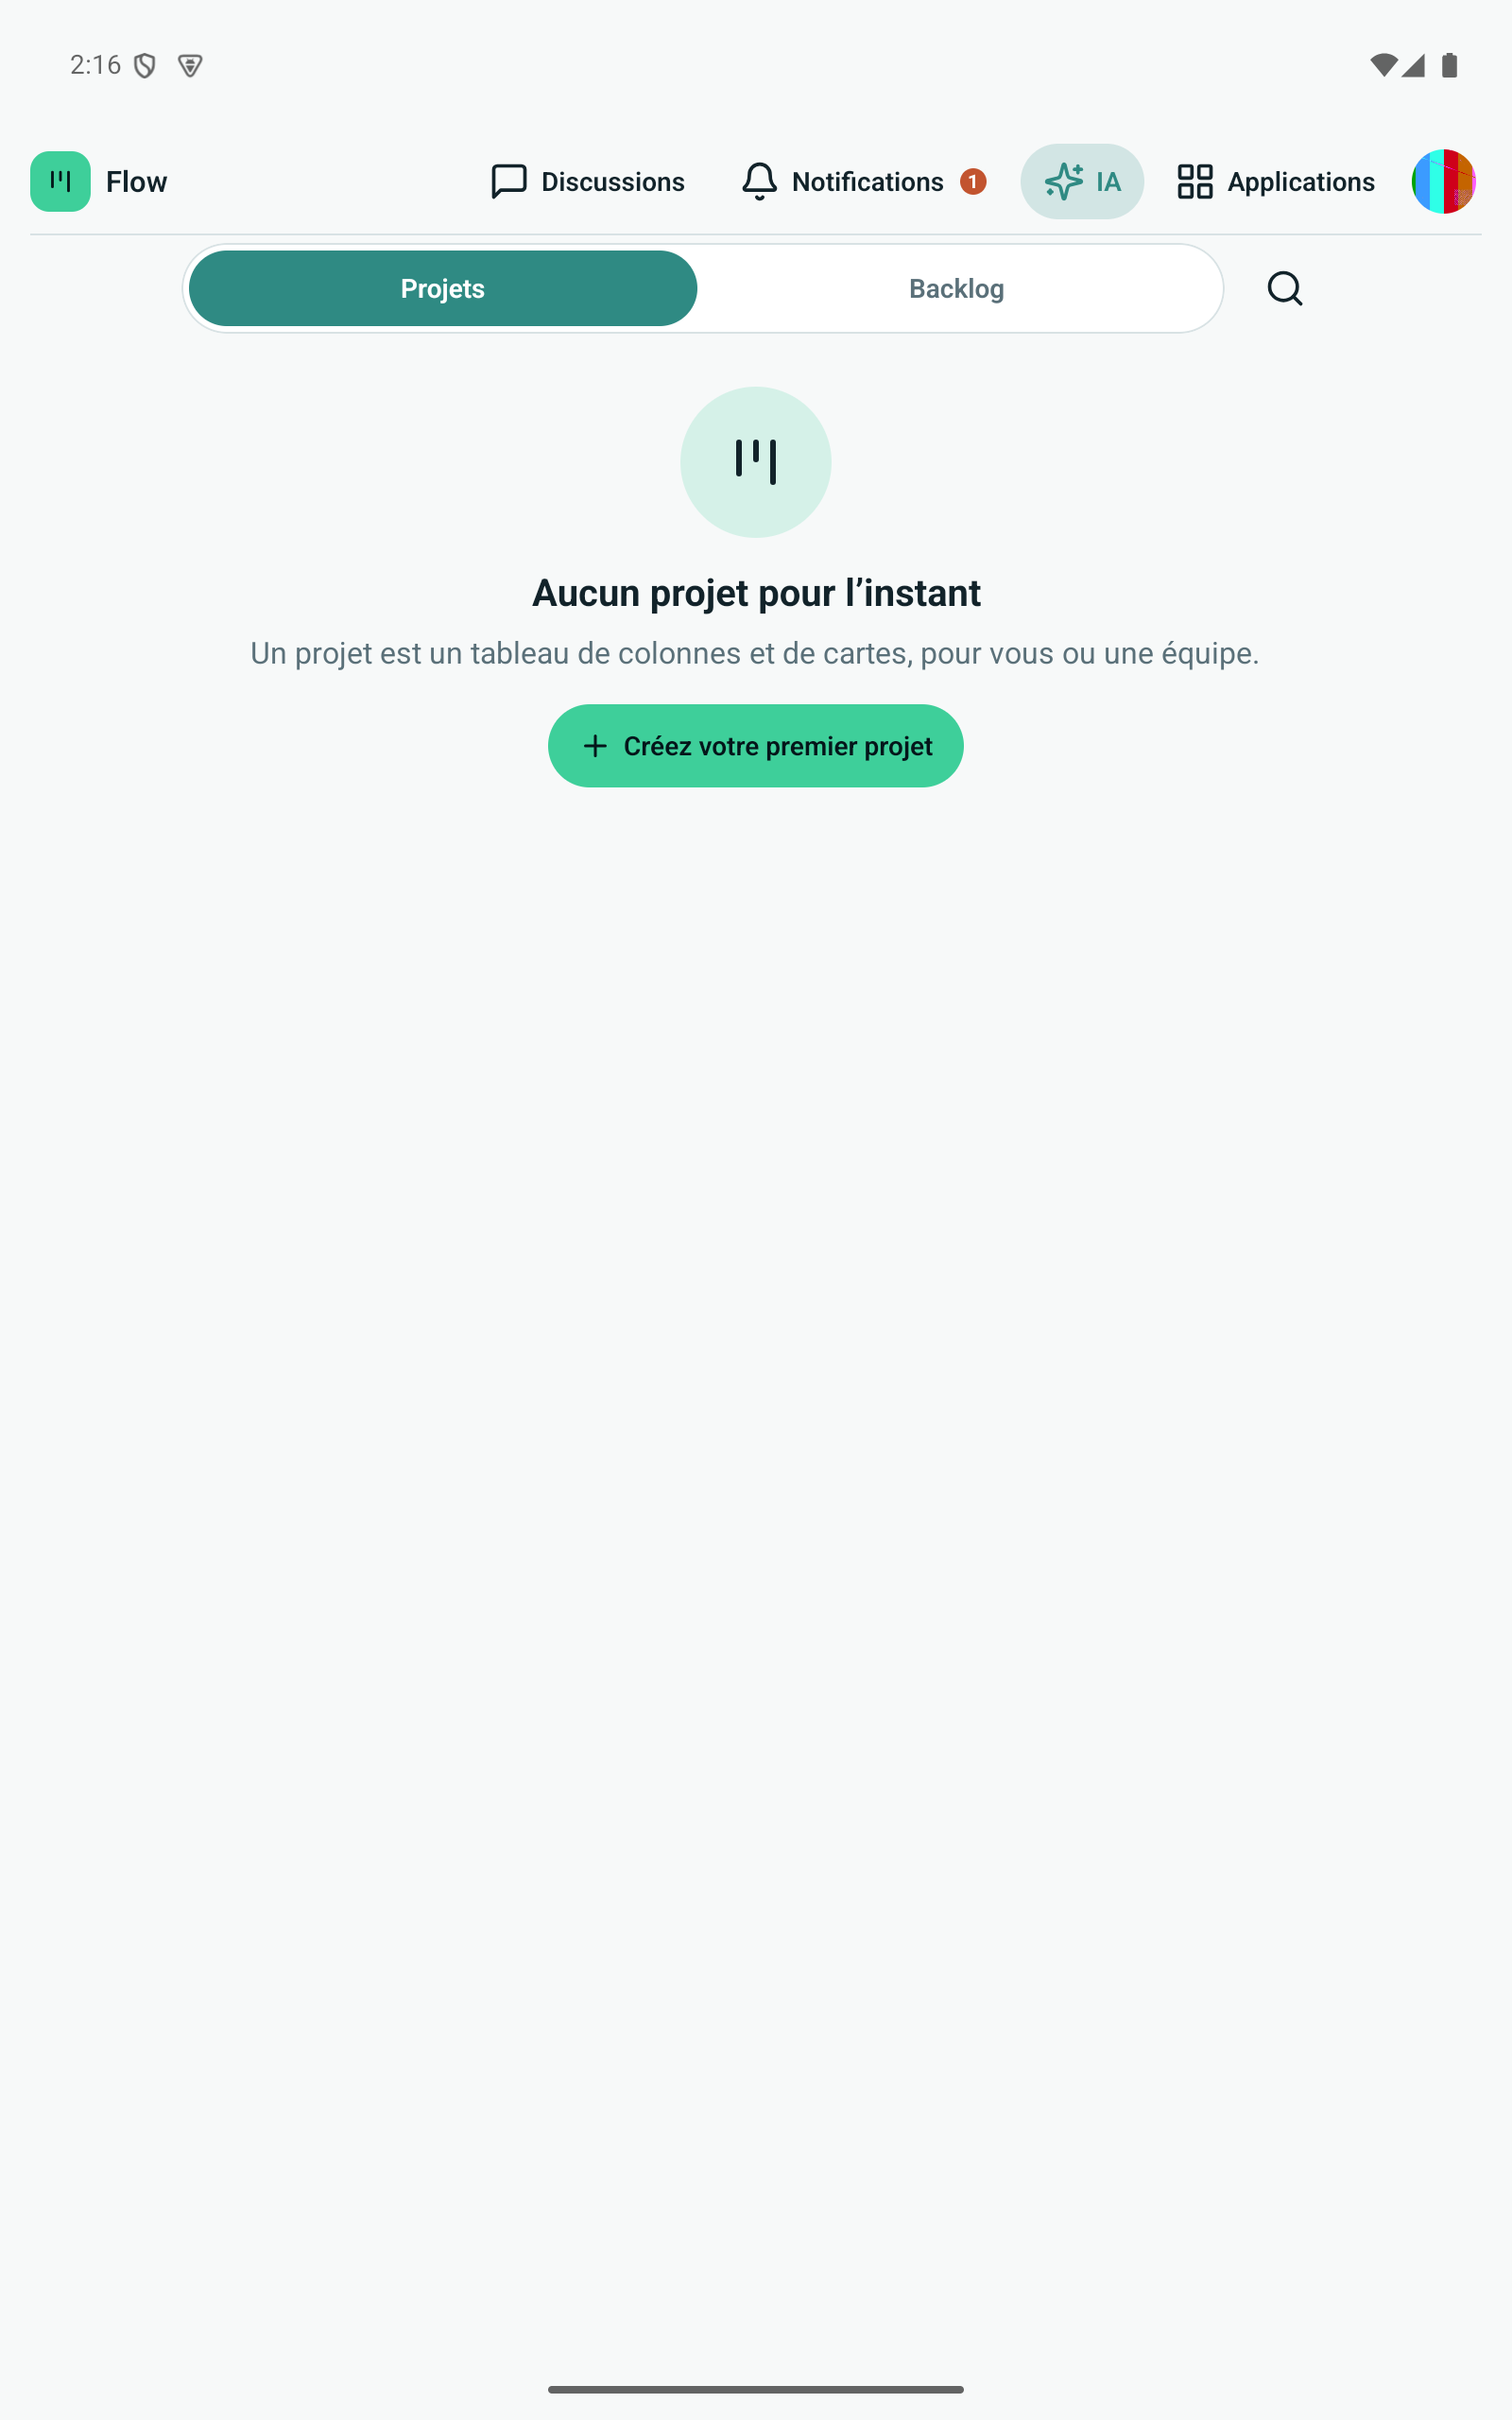 2:16
Flow
Discussions
Notifications 1
IA
Applications
Projets
Backlog
Aucun projet pour l’instant
Un projet est un tableau de colonnes et de cartes, pour vous ou une équipe.
Créez votre premier projet